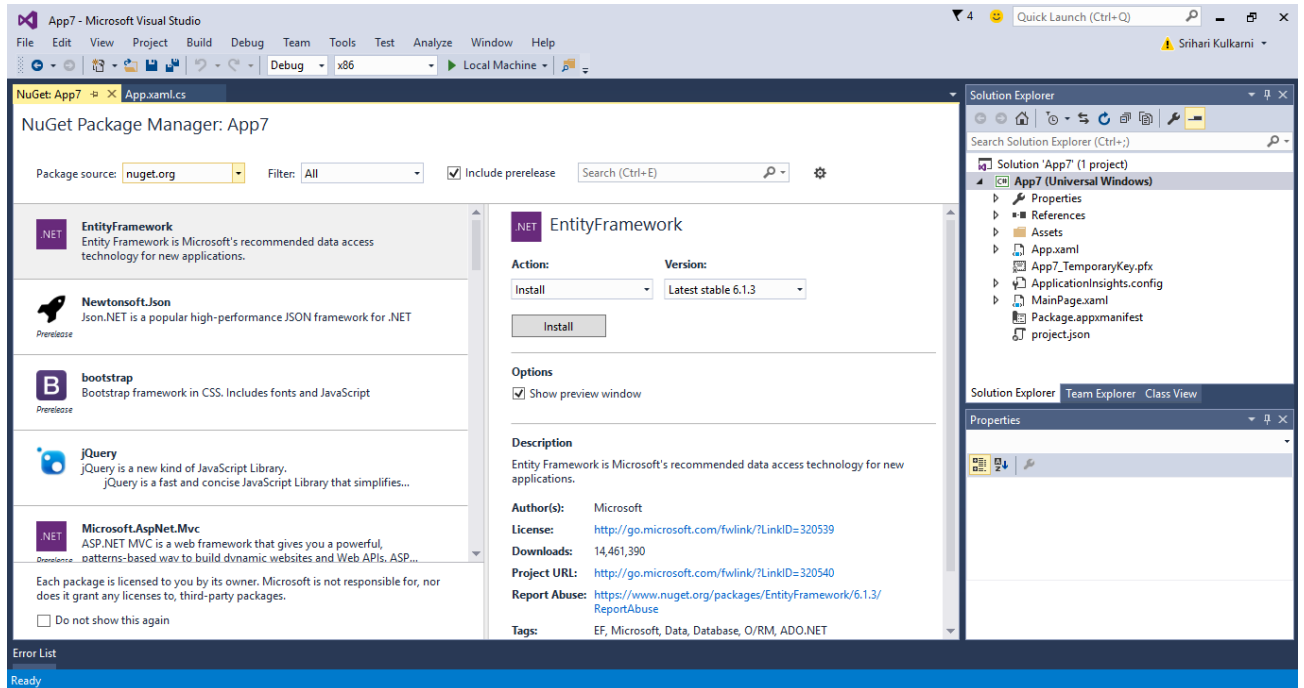 App7 - Microsoft Visual Studio
4
Quick Launch (Ctrl+Q)
File Edit View Project Build Debug Team Tools Test Analyze Window Help
Srihari Kulkarni
Debug x86 Local Machine
NuGet: App7 App.xaml.cs
NuGet Package Manager: App7
Package source: nuget.org Filter: All Include prerelease Search (Ctrl+E)
.NET
EntityFramework
Entity Framework is Microsoft's recommended data access
technology for new applications.
Newtonsoft.Json
Json.NET is a popular high-performance JSON framework for .NET
Prerelease
B
bootstrap
Bootstrap framework in CSS. Includes fonts and JavaScript
Prerelease
jQuery
jQuery is a new kind of JavaScript Library.
jQuery is a fast and concise JavaScript Library that simplifies...
.NET
Microsoft.AspNet.Mvc
ASP.NET MVC is a web framework that gives you a powerful,
patterns-based way to build dynamic websites and Web APIs. ASP...
Prerelease
Each package is licensed to you by its owner. Microsoft is not responsible for, nor
does it grant any licenses to, third-party packages.
Do not show this again
.NET
EntityFramework
Action: Version:
Install Latest stable 6.1.3
Install
Options
Show preview window
Description
Entity Framework is Microsoft's recommended data access technology for new
applications.
Author(s): Microsoft
License: http://go.microsoft.com/fwlink/?LinkID=320539
Downloads: 14,461,390
Project URL: http://go.microsoft.com/fwlink/?LinkID=320540
Report Abuse: https://www.nuget.org/packages/EntityFramework/6.1.3/
ReportAbuse
Tags: EF, Microsoft, Data, Database, O/RM, ADO.NET
Solution Explorer
Search Solution Explorer (Ctrl+;)
Solution 'App7' (1 project)
C# App7 (Universal Windows)
Properties
References
Assets
App.xaml
App7_TemporaryKey.pfx
ApplicationInsights.config
MainPage.xaml
Package.appxmanifest
project.json
Solution Explorer Team Explorer Class View
Properties
Error List
Ready